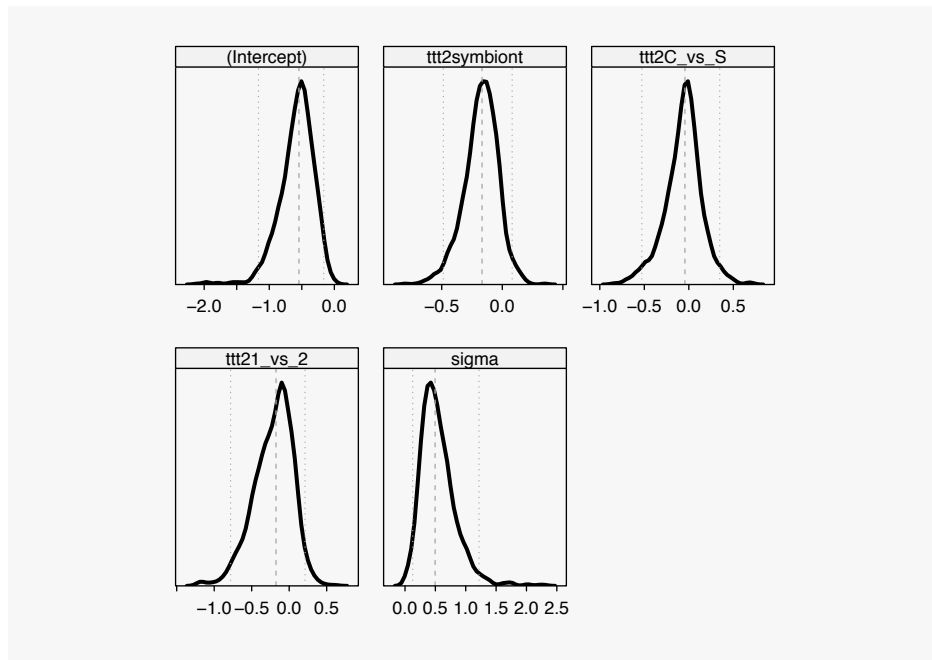 (Intercept) ttt2symbiont ttt2C_vs_S
−2.0 −1.0 0.0 −0.5 0.0 −1.0 −0.5 0.0 0.5
ttt21_vs_2 sigma
−1.0 −0.5 0.0 0.5 0.0 0.5 1.0 1.5 2.0 2.5